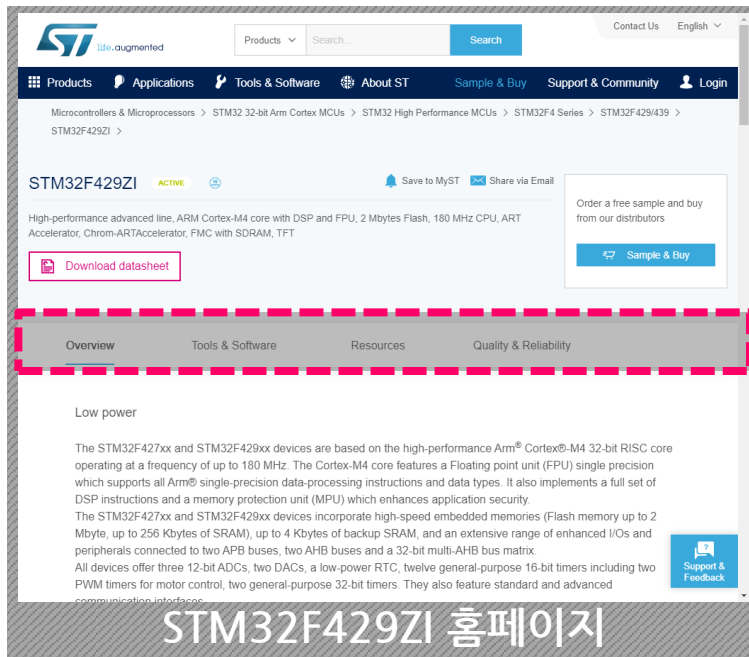 life.augmented
Products
Search...
Search
Contact Us
English
Products
Applications
Tools & Software
About ST
Sample & Buy
Support & Community
Login
Microcontrollers & Microprocessors > STM32 32-bit Arm Cortex MCUs > STM32 High Performance MCUs > STM32F4 Series > STM32F429/439 >
STM32F429ZI >
STM32F429ZI
ACTIVE
Save to MyST
Share via Email
High-performance advanced line, ARM Cortex-M4 core with DSP and FPU, 2 Mbytes Flash, 180 MHz CPU, ART
Accelerator, Chrom-ARTAccelerator, FMC with SDRAM, TFT
Download datasheet
Order a free sample and buy
from our distributors
Sample & Buy
Overview
Tools & Software
Resources
Quality & Reliability
Low power
The STM32F427xx and STM32F429xx devices are based on the high-performance Arm® Cortex®-M4 32-bit RISC core
operating at a frequency of up to 180 MHz. The Cortex-M4 core features a Floating point unit (FPU) single precision
which supports all Arm® single-precision data-processing instructions and data types. It also implements a full set of
DSP instructions and a memory protection unit (MPU) which enhances application security.
The STM32F427xx and STM32F429xx devices incorporate high-speed embedded memories (Flash memory up to 2
Mbyte, up to 256 Kbytes of SRAM), up to 4 Kbytes of backup SRAM, and an extensive range of enhanced I/Os and
peripherals connected to two APB buses, two AHB buses and a 32-bit multi-AHB bus matrix.
All devices offer three 12-bit ADCs, two DACs, a low-power RTC, twelve general-purpose 16-bit timers including two
PWM timers for motor control, two general-purpose 32-bit timers. They also feature standard and advanced
communication interfaces.
Support &
Feedback
STM32F429ZI 홈페이지